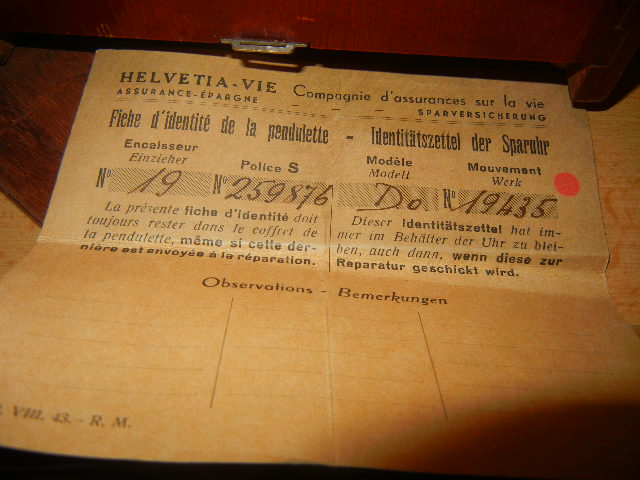 HELVETIA-VIE Compagnie d'assurances sur la vie
ASSURANCE-ÉPARGNE SPARVERSICHERUNG
Fiche d'identité de la pendulette - Identitätszettel der Sparuhr
Encaisseur Modèle Mouvement
Einzieher Police S Modell Werk
Nº 19 Nº 259876 Do Nº 19435
La présente fiche d'identité doit
toujours rester dans le coffret de
la pendulette, même si cette der-
nière est envoyée à la réparation.
Dieser Identitätszettel hat im-
mer im Behälter der Uhr zu blei-
ben, auch dann, wenn diese zur
Reparatur geschickt wird.
Observations - Bemerkungen
VIII. 43. - R. M.